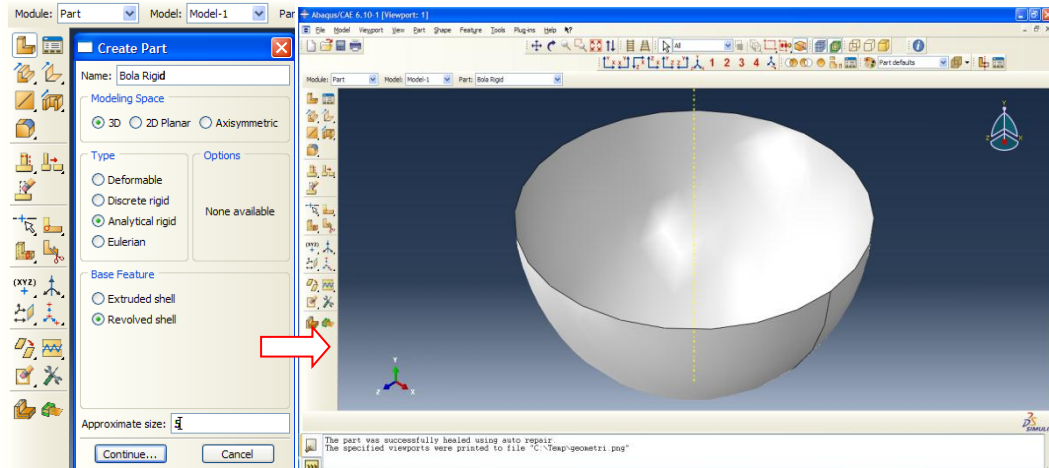 Module: Part Model: Model-1 Par
Create Part
Name: Bola Rigid
Modeling Space
3D 2D Planar Axisymmetric
Type
Deformable
Discrete rigid
Analytical rigid
Eulerian
Options
None available
Base Feature
Extruded shell
Revolved shell
Approximate size: 5
Continue... Cancel
(XYZ)
Abaqus/CAE 6.10-1 [Viewport: 1]
File Model Viewport View Part Shape Feature Tools Plug-ins Help
All
1 2 3 4 Part defaults
Module: Part Model: Model-1 Part: Bola Rigid
(XYZ)
Y
Z X
Y
Z X
SIMULIA
The part was successfully healed using auto repair.
The specified viewports were printed to file "C:\Temp\geometri.png"